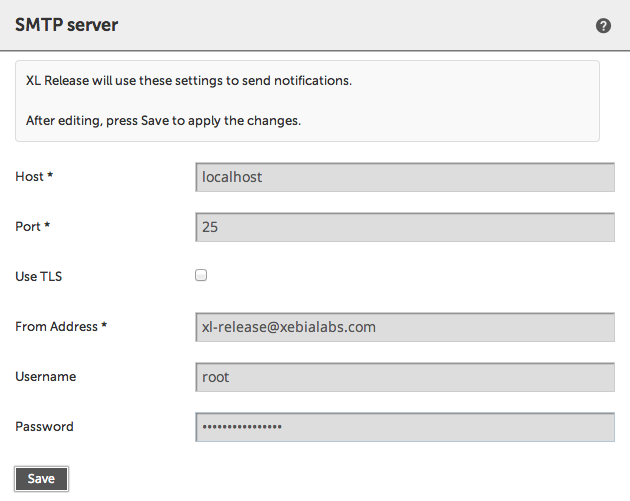 SMTP server
?
XL Release will use these settings to send notifications.
After editing, press Save to apply the changes.
Host * localhost
Port * 25
Use TLS
From Address * xl-release@xebialabs.com
Username root
Password ••••••••••••••••
Save